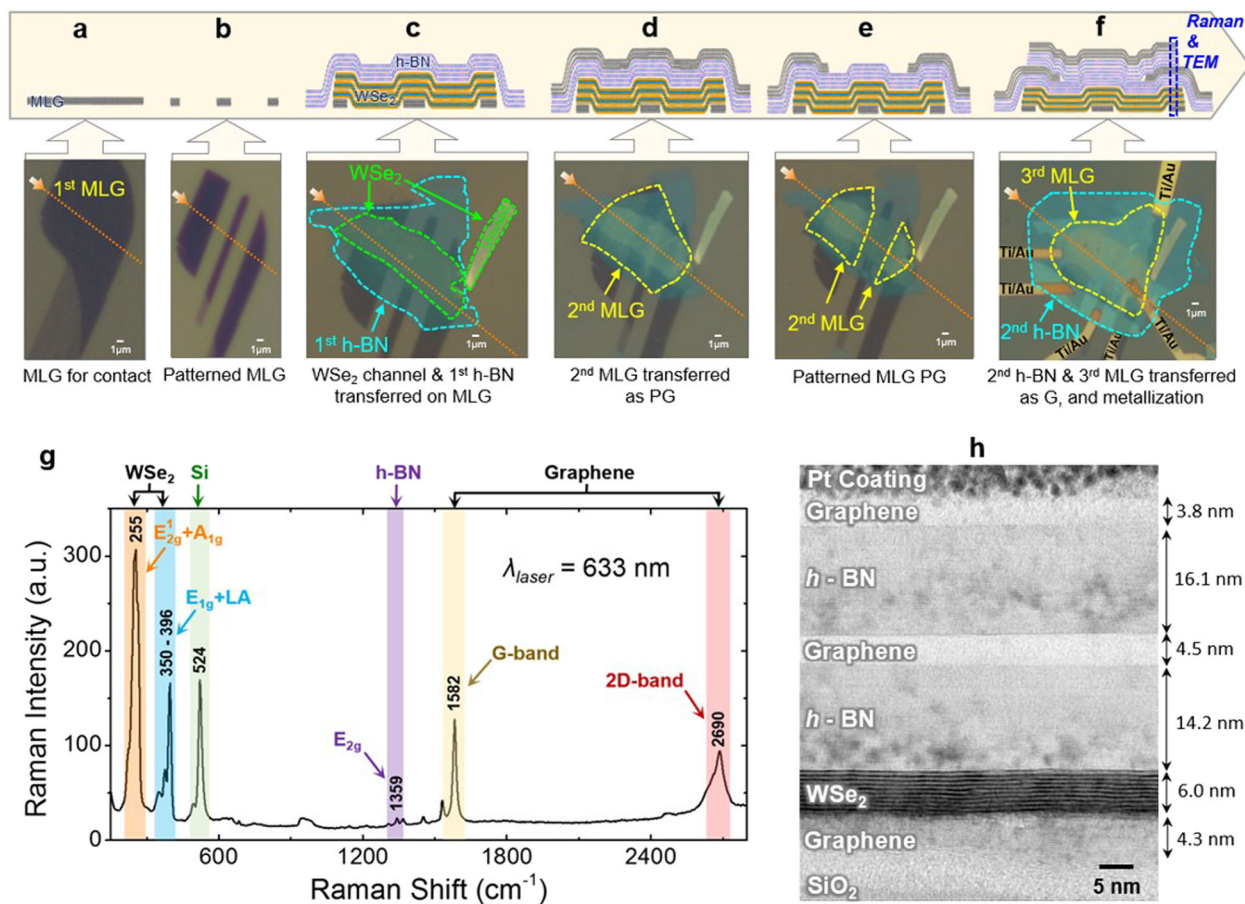 a
b
c
d
e
f
Raman
&
TEM
MLG
h-BN
WSe₂
1st MLG
1μm
1μm
WSe₂
1st h-BN
1μm
2nd MLG
1μm
2nd MLG
1μm
3rd MLG
Ti/Au
Ti/Au
Ti/Au
2nd h-BN
Ti/Au
Ti/Au
Ti/Au
1μm
MLG for contact
Patterned MLG
WSe₂ channel & 1st h-BN
transferred on MLG
2nd MLG transferred
as PG
Patterned MLG PG
2nd h-BN & 3rd MLG transferred
as G, and metallization
g
WSe₂
Si
h-BN
Graphene
255
E¹2g+A1g
350 - 396
E1g+LA
524
λlaser = 633 nm
E2g
1359
G-band
1582
2D-band
2690
Raman Intensity (a.u.)
300
200
100
0
600
1200
1800
2400
Raman Shift (cm⁻¹)
h
Pt Coating
Graphene
3.8 nm
h - BN
16.1 nm
Graphene
4.5 nm
h - BN
14.2 nm
WSe₂
6.0 nm
Graphene
4.3 nm
SiO₂
5 nm